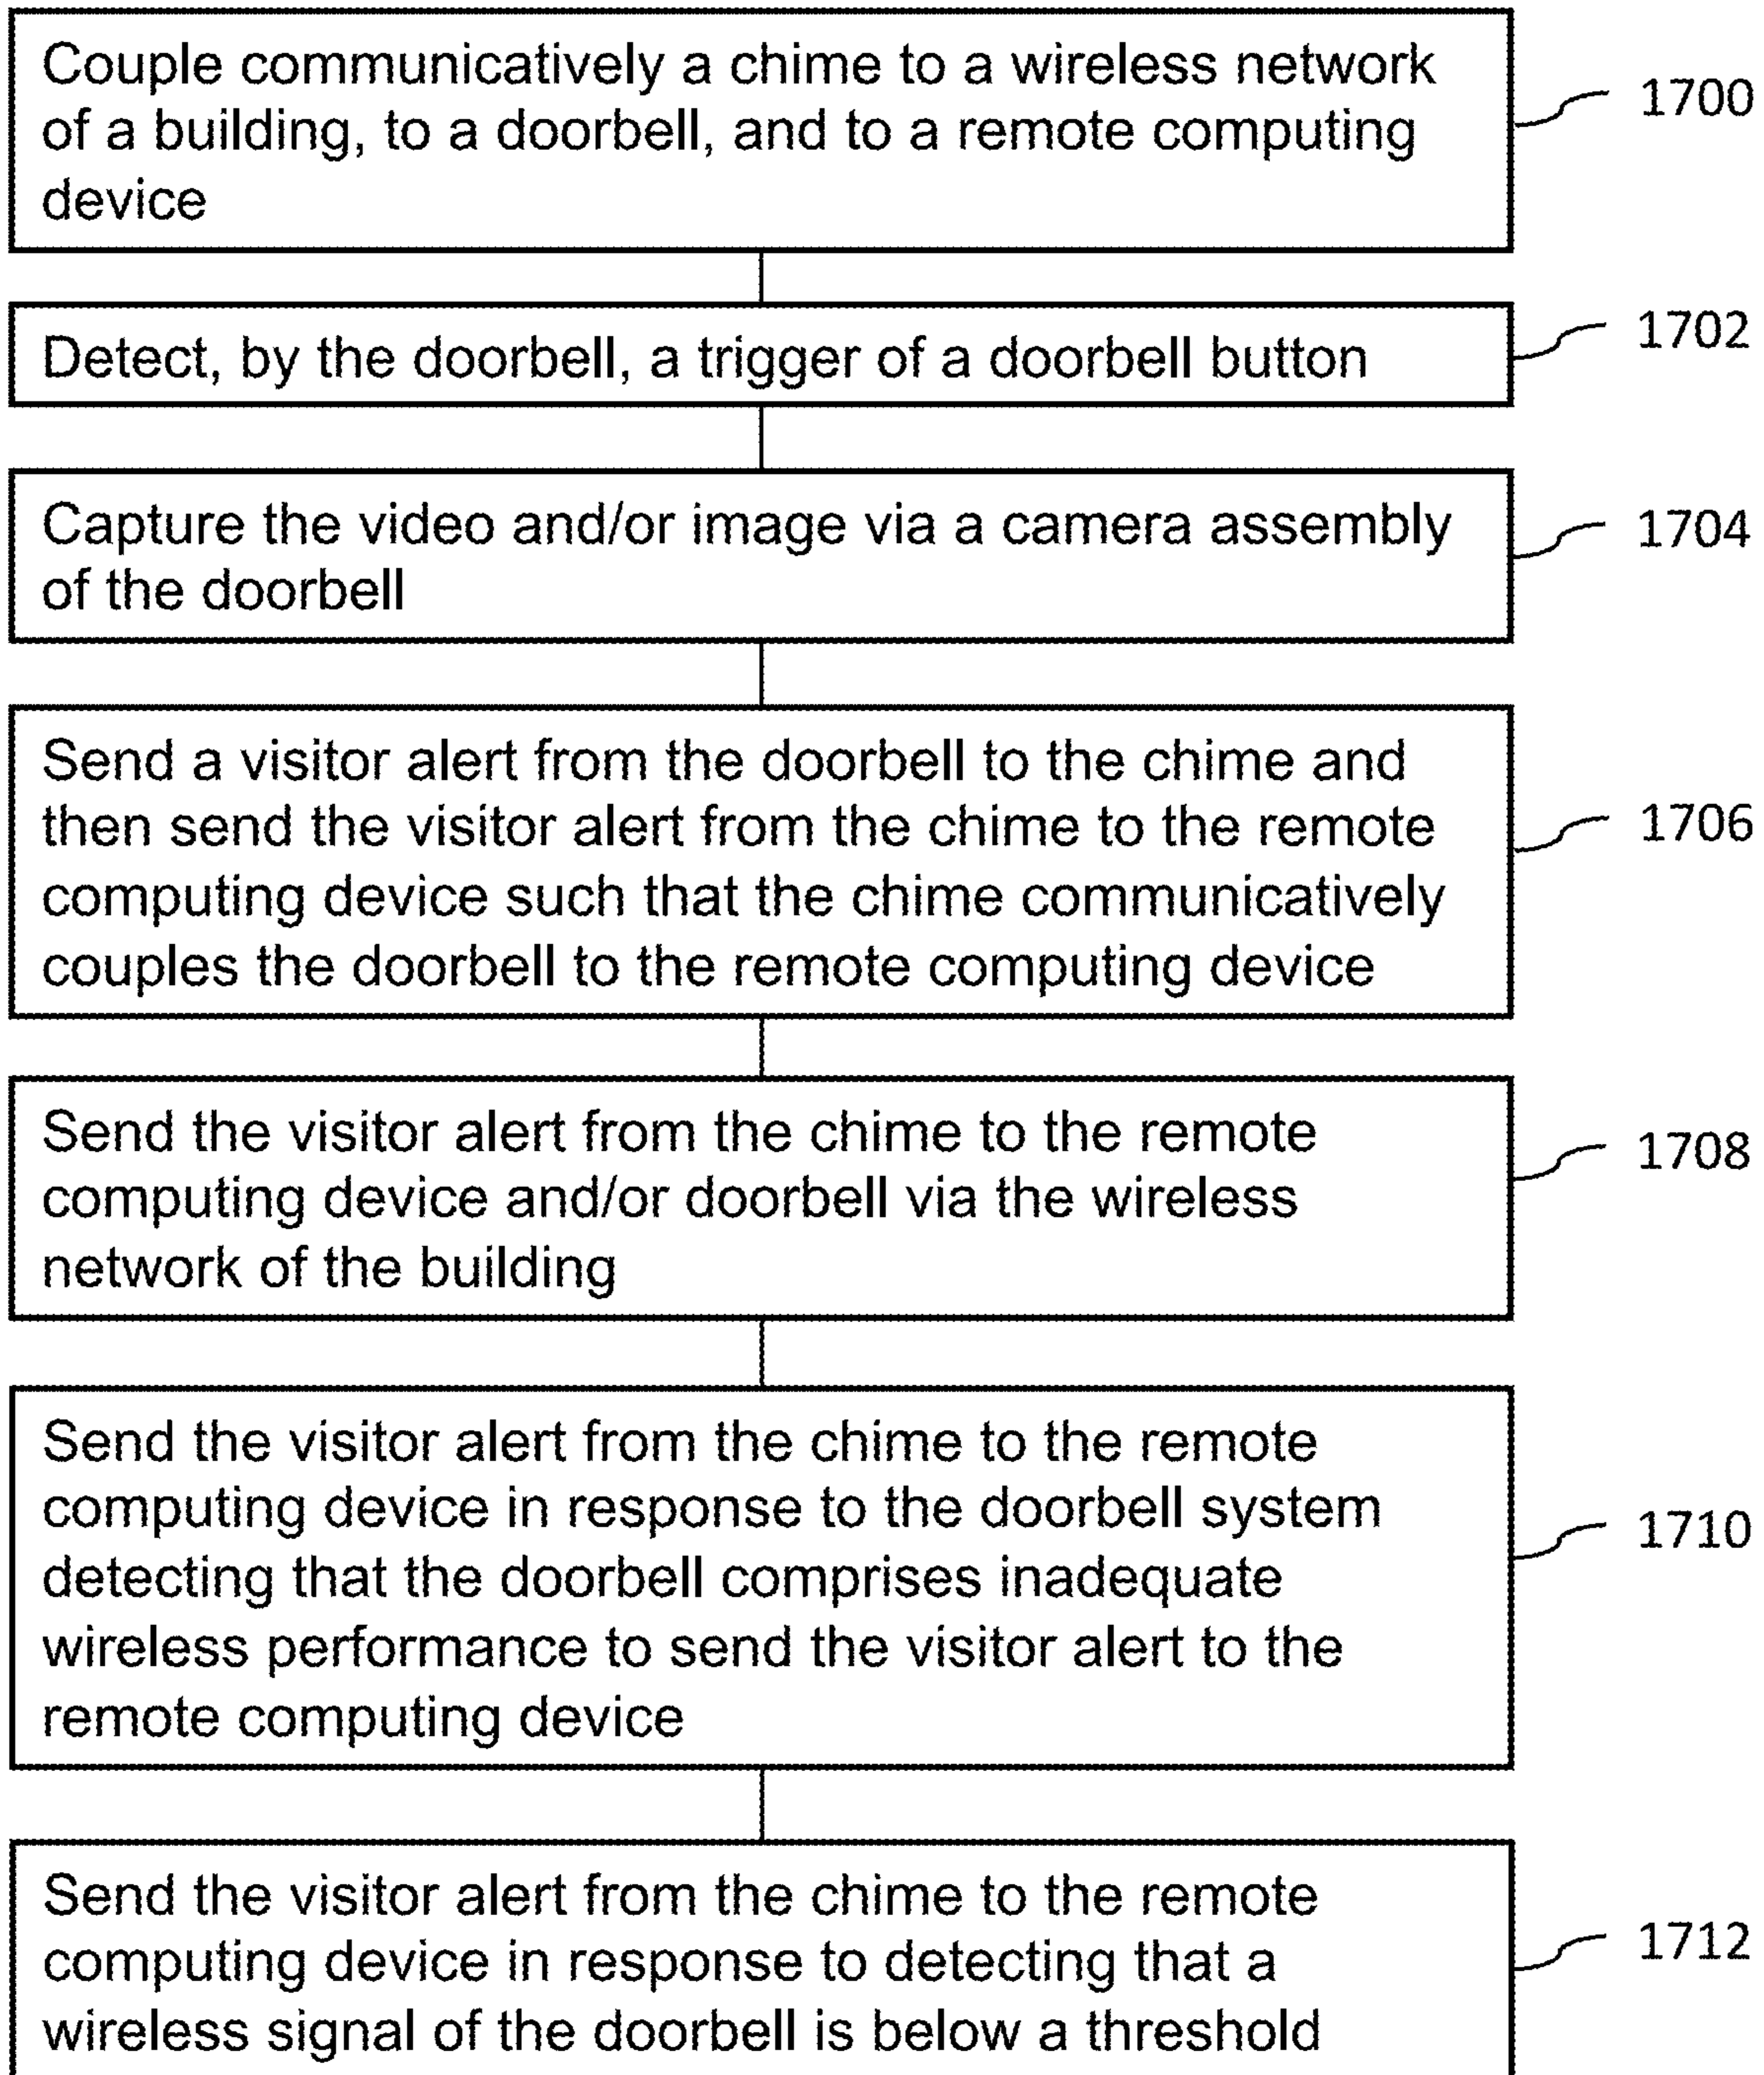 Couple communicatively a chime to a wireless network
of a building, to a doorbell, and to a remote computing
device
1700
Detect, by the doorbell, a trigger of a doorbell button
1702
Capture the video and/or image via a camera assembly
of the doorbell
1704
Send a visitor alert from the doorbell to the chime and
then send the visitor alert from the chime to the remote
computing device such that the chime communicatively
couples the doorbell to the remote computing device
1706
Send the visitor alert from the chime to the remote
computing device and/or doorbell via the wireless
network of the building
1708
Send the visitor alert from the chime to the remote
computing device in response to the doorbell system
detecting that the doorbell comprises inadequate
wireless performance to send the visitor alert to the
remote computing device
1710
Send the visitor alert from the chime to the remote
computing device in response to detecting that a
wireless signal of the doorbell is below a threshold
1712